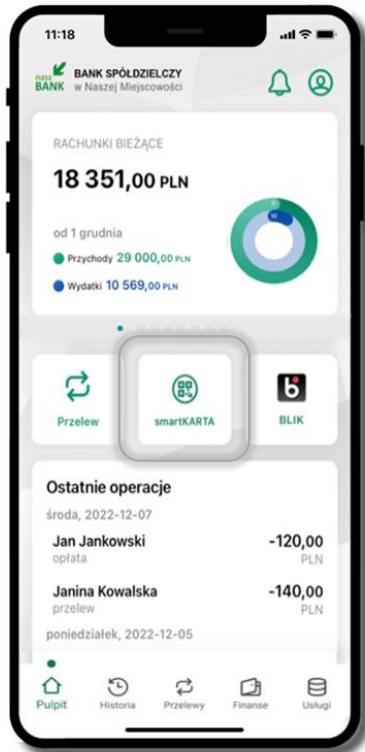 11:18
nasz BANK
BANK SPÓŁDZIELCZY
w Naszej Miejscowości
RACHUNKI BIEŻĄCE
18 351,00 PLN
od 1 grudnia
Przychody 29 000,00 PLN
Wydatki 10 569,00 PLN
P
W
Przelew
smartKARTA
BLIK
Ostatnie operacje
środa, 2022-12-07
Jan Jankowski -120,00
opłata PLN
Janina Kowalska -140,00
przelew PLN
poniedziałek, 2022-12-05
Pulpit Historia Przelewy Finanse Usługi